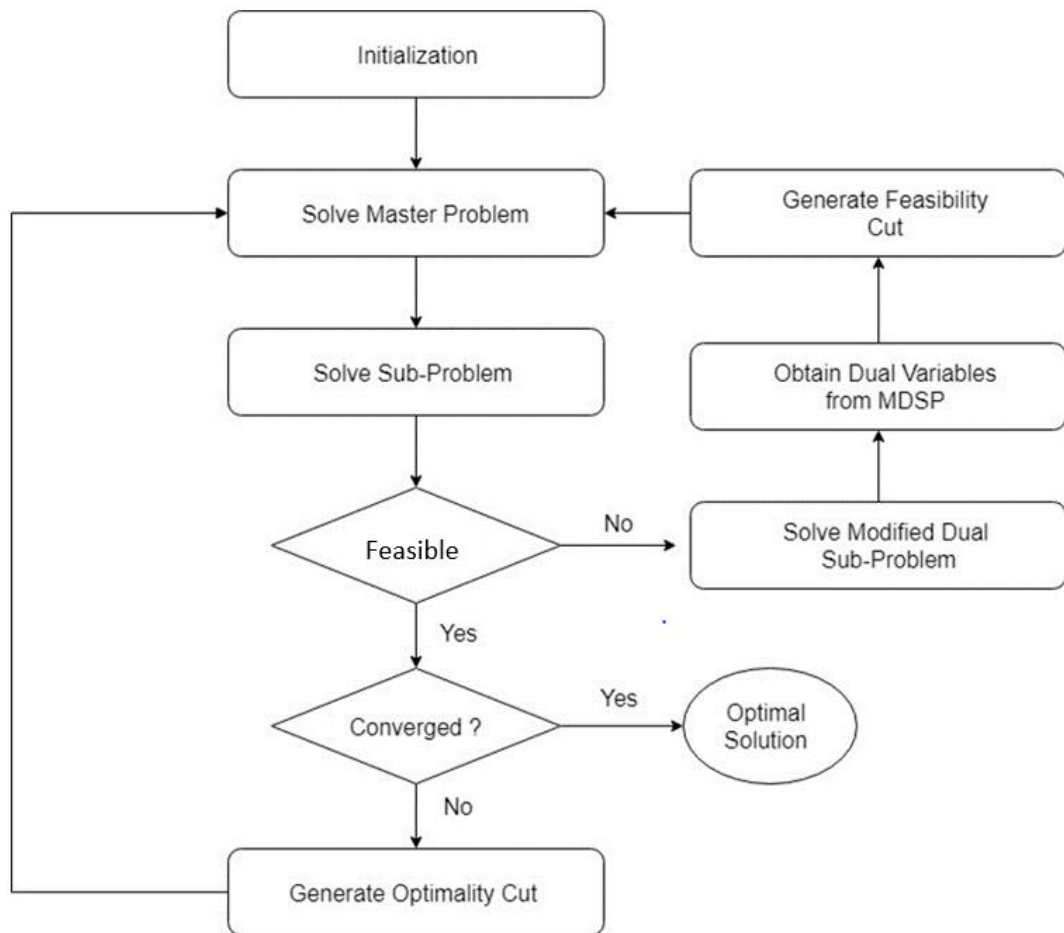 Initialization
Solve Master Problem
Generate Feasibility
Cut
Solve Sub-Problem
Obtain Dual Variables
from MDSP
Feasible
No
Solve Modified Dual
Sub-Problem
Yes
Converged ?
Yes
Optimal
Solution
No
Generate Optimality Cut